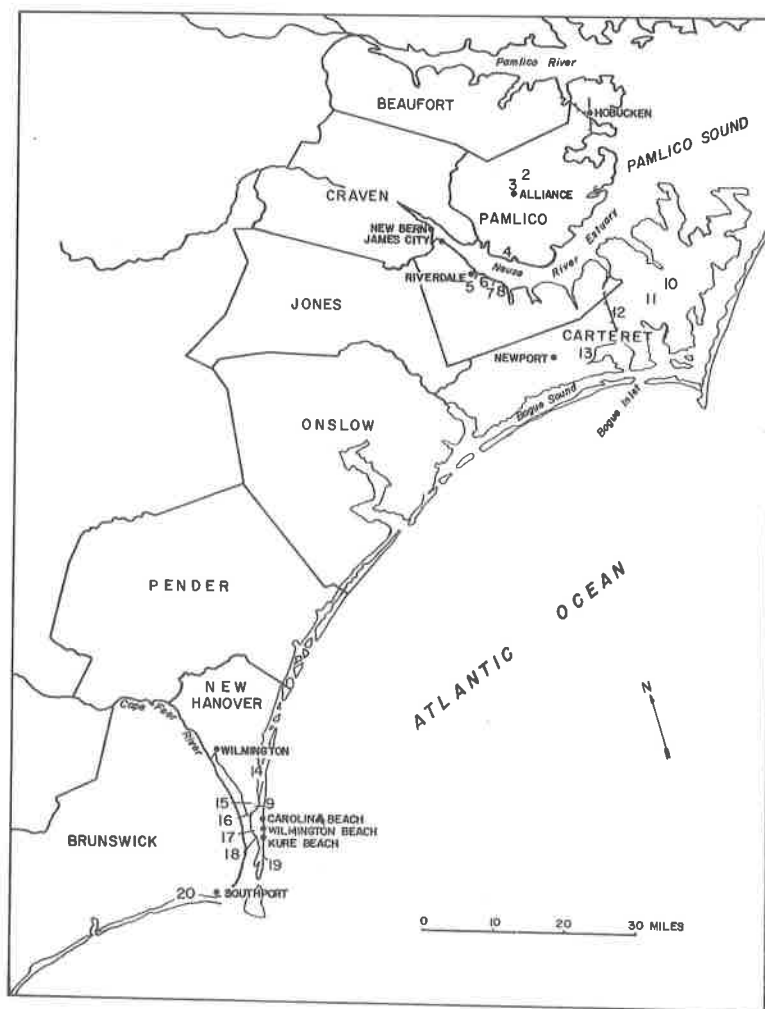 Pamlico River
BEAUFORT
HOBUCKEN
PAMLICO SOUND
2
3
ALLIANCE
CRAVEN
PAMLICO
NEW BERN
JAMES CITY
4
Neuse River Estuary
RIVERDALE
5 6 7 8
10
11
JONES
12
CARTERET
13
NEWPORT
Bogue Sound
Bogue Inlet
ONSLOW
PENDER
ATLANTIC OCEAN
N
NEW
HANOVER
Cape Fear River
WILMINGTON
14
15 9
16
CAROLINA BEACH
WILMINGTON BEACH
17
KURE BEACH
BRUNSWICK
18
19
20
SOUTHPORT
0 10 20 30 MILES